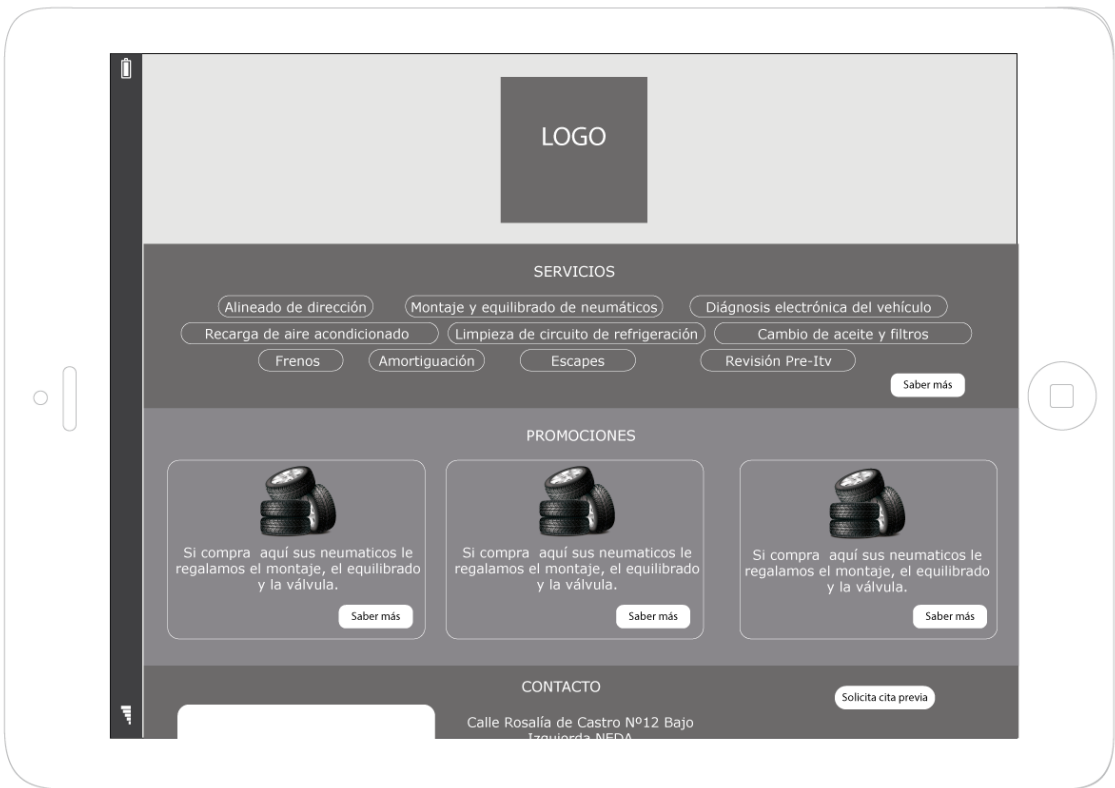 LOGO
SERVICIOS
Alineado de dirección
Montaje y equilibrado de neumáticos
Diágnosis electrónica del vehículo
Recarga de aire acondicionado
Limpieza de circuito de refrigeración
Cambio de aceite y filtros
Frenos
Amortiguación
Escapes
Revisión Pre-Itv
Saber más
PROMOCIONES
Si compra  aquí sus neumaticos le
regalamos el montaje, el equilibrado
y la válvula.
Saber más
Si compra  aquí sus neumaticos le
regalamos el montaje, el equilibrado
y la válvula.
Saber más
Si compra  aquí sus neumaticos le
regalamos el montaje, el equilibrado
y la válvula.
Saber más
CONTACTO
Solicita cita previa
Calle Rosalía de Castro Nº12 Bajo
Izquierda NEDA